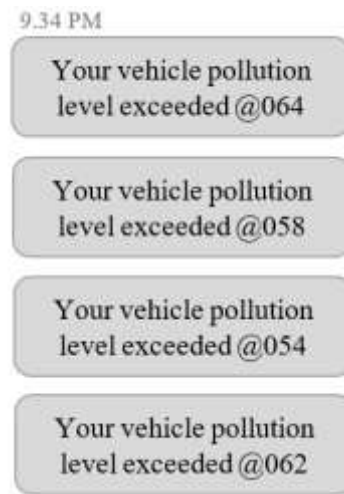 9.34 PM
Your vehicle pollution
level exceeded @064
Your vehicle pollution
level exceeded @058
Your vehicle pollution
level exceeded @054
Your vehicle pollution
level exceeded @062